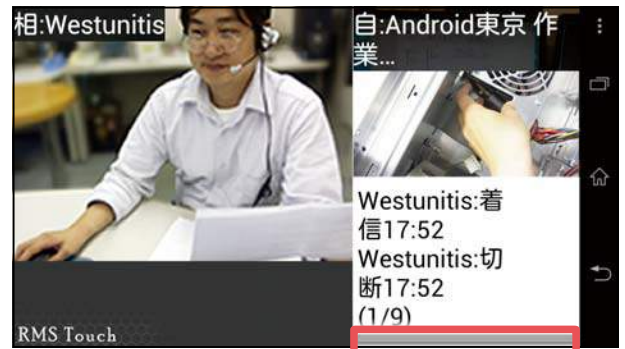 相:Westunitis
自:Android東京 作
業...
Westunitis:着
信17:52
Westunitis:切
断17:52
(1/9)
RMS Touch